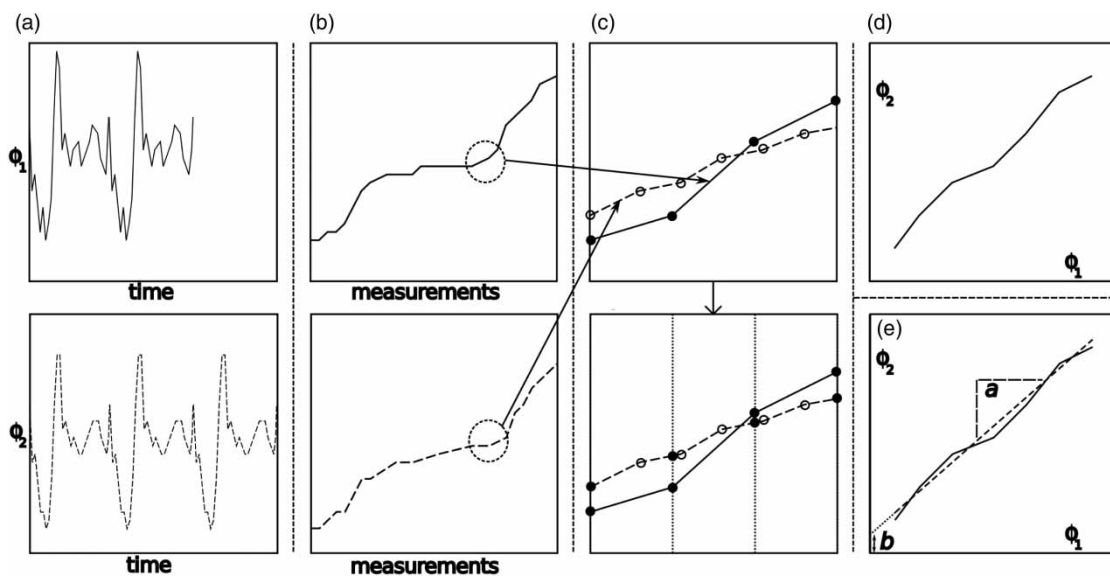 (a)
(b)
(c)
(d)
ϕ1
time
measurements
ϕ2
ϕ1
ϕ2
time
measurements
(e)
ϕ2
a
b
ϕ1